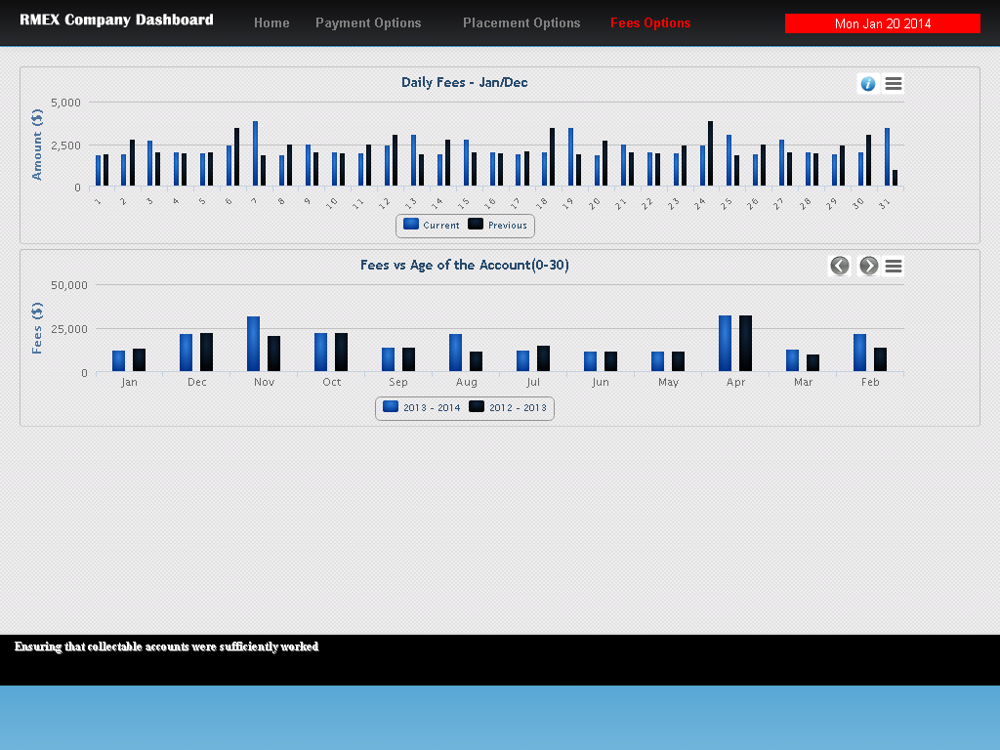 RMEX Company Dashboard
Home Payment Options Placement Options Fees Options
Mon Jan 20 2014
Daily Fees - Jan/Dec
i
Amount ($)
5,000
2,500
0
1 2 3 4 5 6 7 8 9 10 11 12 13 14 15 16 17 18 19 20 21 22 23 24 25 26 27 28 29 30 31
Current Previous
Fees vs Age of the Account(0-30)
Fees ($)
50,000
25,000
0
Jan Dec Nov Oct Sep Aug Jul Jun May Apr Mar Feb
2013 - 2014 2012 - 2013
Ensuring that collectable accounts were sufficiently worked